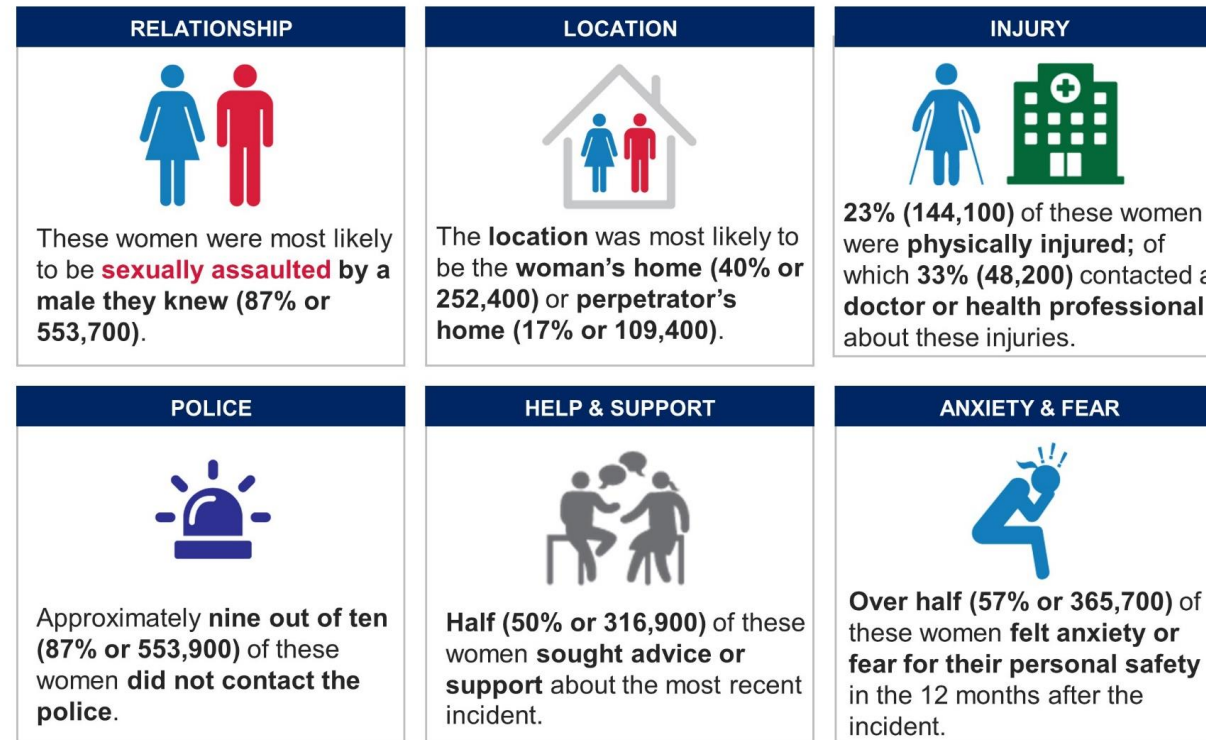 RELATIONSHIP
These women were most likely
to be sexually assaulted by a
male they knew (87% or
553,700).
LOCATION
The location was most likely to
be the woman's home (40% or
252,400) or perpetrator's
home (17% or 109,400).
INJURY
23% (144,100) of these women
were physically injured; of
which 33% (48,200) contacted a
doctor or health professional
about these injuries.
POLICE
Approximately nine out of ten
(87% or 553,900) of these
women did not contact the
police.
HELP & SUPPORT
Half (50% or 316,900) of these
women sought advice or
support about the most recent
incident.
ANXIETY & FEAR
Over half (57% or 365,700) of
these women felt anxiety or
fear for their personal safety
in the 12 months after the
incident.